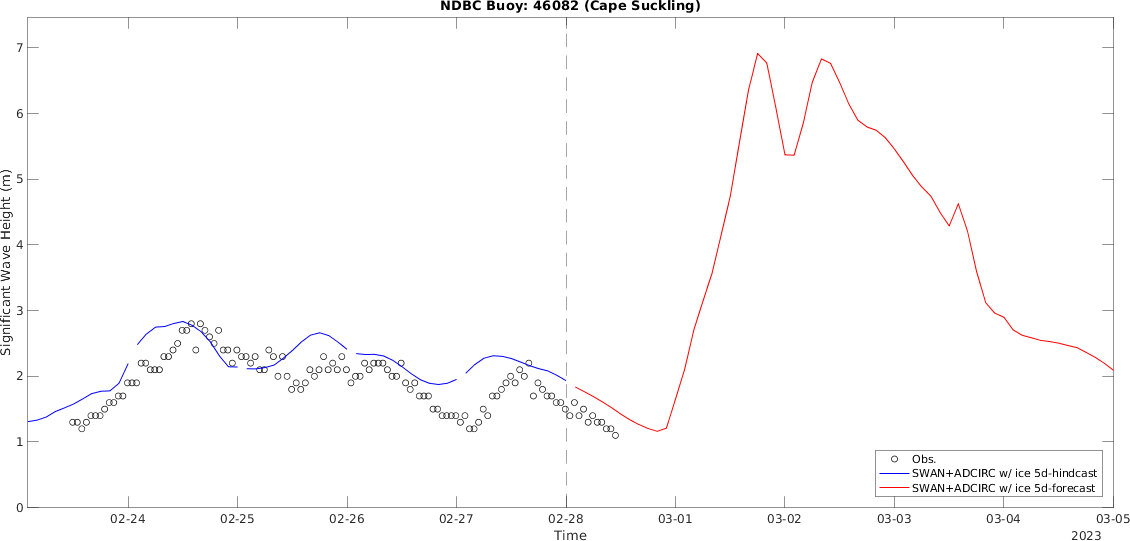 NDBC Buoy: 46082 (Cape Suckling)
Significant Wave Height (m)
7
6
5
4
3
2
1
0
Obs.
SWAN+ADCIRC w/ ice 5d-hindcast
SWAN+ADCIRC w/ ice 5d-forecast
02-24 02-25 02-26 02-27 02-28 03-01 03-02 03-03 03-04 03-05
Time
2023